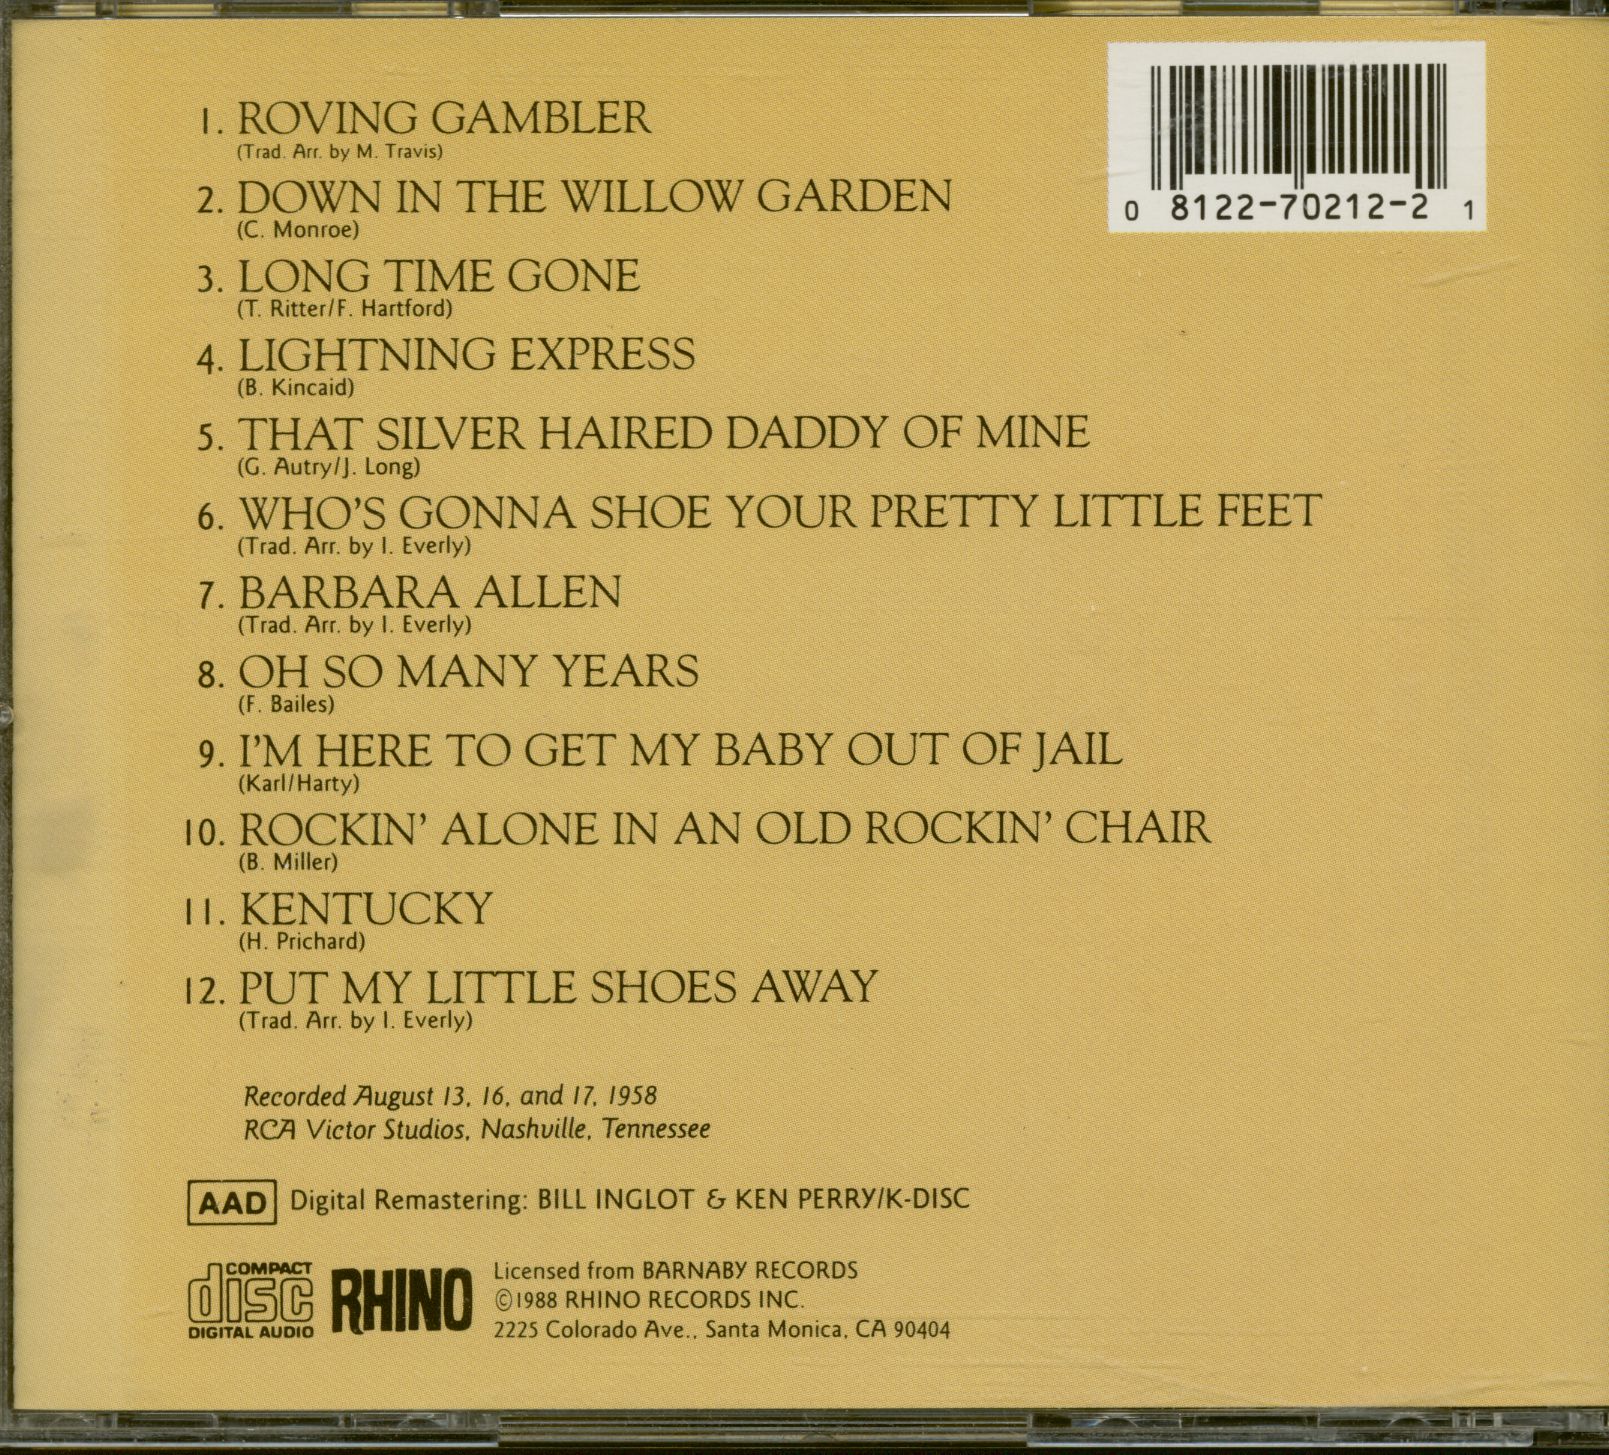 1. ROVING GAMBLER
(Trad. Arr. by M. Travis)
2. DOWN IN THE WILLOW GARDEN
(C. Monroe)
3. LONG TIME GONE
(T. Ritter/F. Hartford)
4. LIGHTNING EXPRESS
(B. Kincaid)
5. THAT SILVER HAIRED DADDY OF MINE
(G. Autry/J. Long)
6. WHO'S GONNA SHOE YOUR PRETTY LITTLE FEET
(Trad. Arr. by I. Everly)
7. BARBARA ALLEN
(Trad. Arr. by I. Everly)
8. OH SO MANY YEARS
(F. Bailes)
9. I'M HERE TO GET MY BABY OUT OF JAIL
(Karl/Harty)
10. ROCKIN' ALONE IN AN OLD ROCKIN' CHAIR
(B. Miller)
11. KENTUCKY
(H. Prichard)
12. PUT MY LITTLE SHOES AWAY
(Trad. Arr. by I. Everly)
0 8122-70212-2 1
Recorded August 13, 16, and 17, 1958
RCA Victor Studios, Nashville, Tennessee
AAD Digital Remastering: BILL INGLOT & KEN PERRY/K-DISC
COMPACT
disc
DIGITAL AUDIO
RHINO
Licensed from BARNABY RECORDS
©1988 RHINO RECORDS INC.
2225 Colorado Ave., Santa Monica, CA 90404